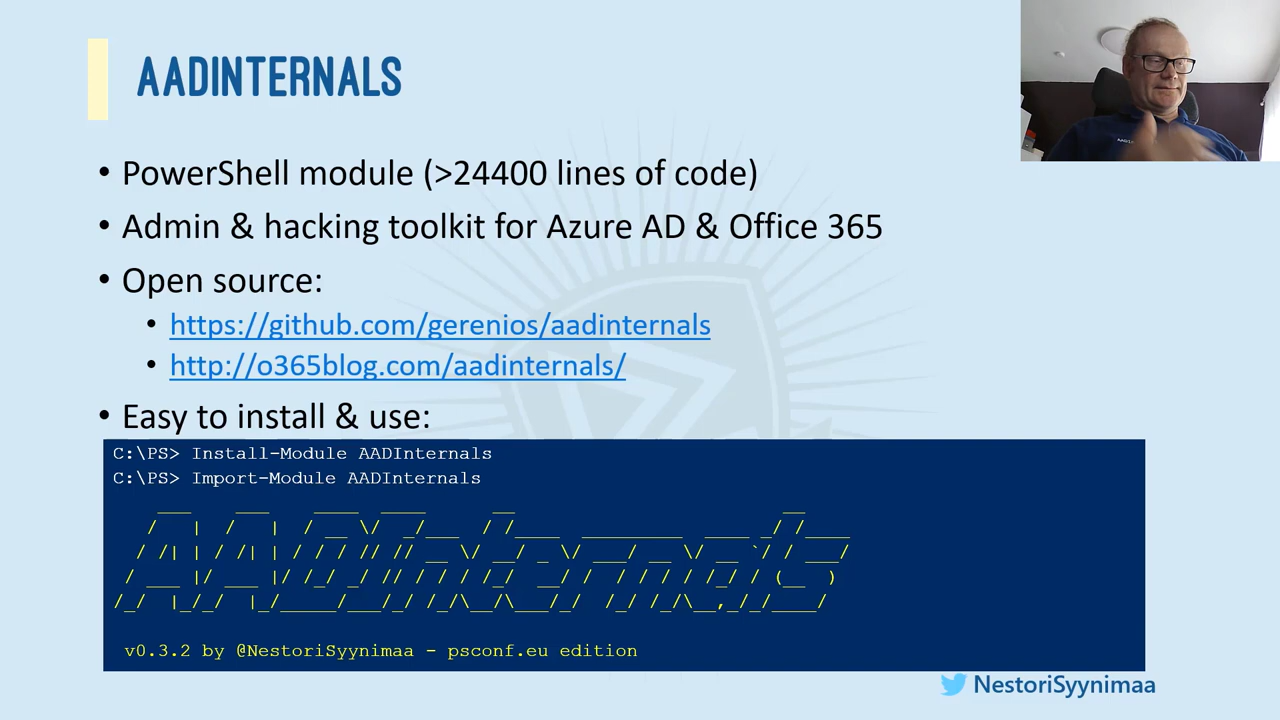 AADINTERNALS
• PowerShell module (>24400 lines of code)
• Admin & hacking toolkit for Azure AD & Office 365
• Open source:
• https://github.com/gerenios/aadinternals
• http://o365blog.com/aadinternals/
• Easy to install & use:
C:\PS> Install-Module AADInternals
C:\PS> Import-Module AADInternals
AADInternals
v0.3.2 by @NestoriSyynimaa - psconf.eu edition
NestoriSyynimaa